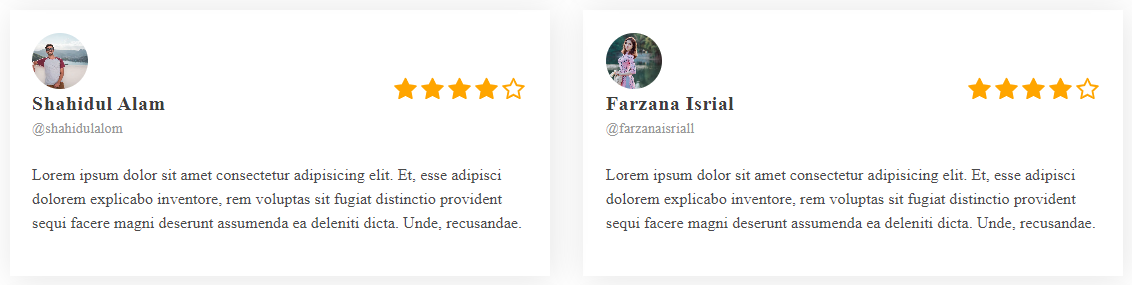 Shahidul Alam
@shahidulalom
Lorem ipsum dolor sit amet consectetur adipisicing elit. Et, esse adipisci
dolorem explicabo inventore, rem voluptas sit fugiat distinctio provident
sequi facere magni deserunt assumenda ea deleniti dicta. Unde, recusandae.
Farzana Isrial
@farzanaisriall
Lorem ipsum dolor sit amet consectetur adipisicing elit. Et, esse adipisci
dolorem explicabo inventore, rem voluptas sit fugiat distinctio provident
sequi facere magni deserunt assumenda ea deleniti dicta. Unde, recusandae.